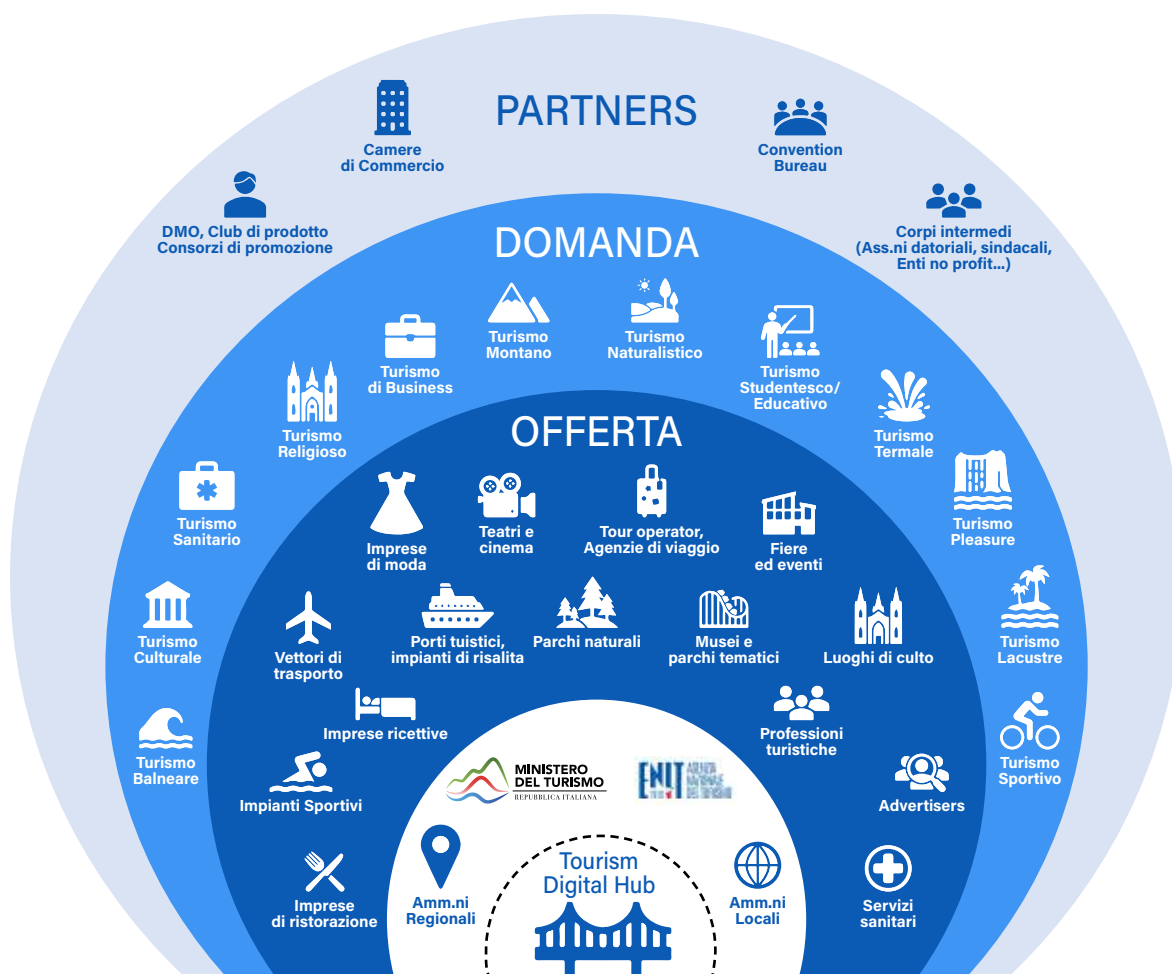 PARTNERS
Camere
di Commercio
Convention
Bureau
DMO, Club di prodotto
Consorzi di promozione
Corpi intermedi
(Ass.ni datoriali, sindacali,
Enti no profit...)
DOMANDA
Turismo
Montano
Turismo
Naturalistico
Turismo
di Business
Turismo
Studentesco/
Educativo
Turismo
Religioso
Turismo
Termale
Turismo
Sanitario
Turismo
Pleasure
Turismo
Culturale
Turismo
Lacustre
Turismo
Balneare
Turismo
Sportivo
OFFERTA
Imprese
di moda
Teatri e
cinema
Tour operator,
Agenzie di viaggio
Fiere
ed eventi
Vettori di
trasporto
Porti tuistici,
impianti di risalita
Parchi naturali
Musei e
parchi tematici
Luoghi di culto
Imprese ricettive
Professioni
turistiche
Impianti Sportivi
Advertisers
Imprese
di ristorazione
Servizi
sanitari
MINISTERO
DEL TURISMO
REPUBBLICA ITALIANA
ENIT
AGENZIA
NAZIONALE
DEL TURISMO
Amm.ni
Regionali
Tourism
Digital Hub
Amm.ni
Locali